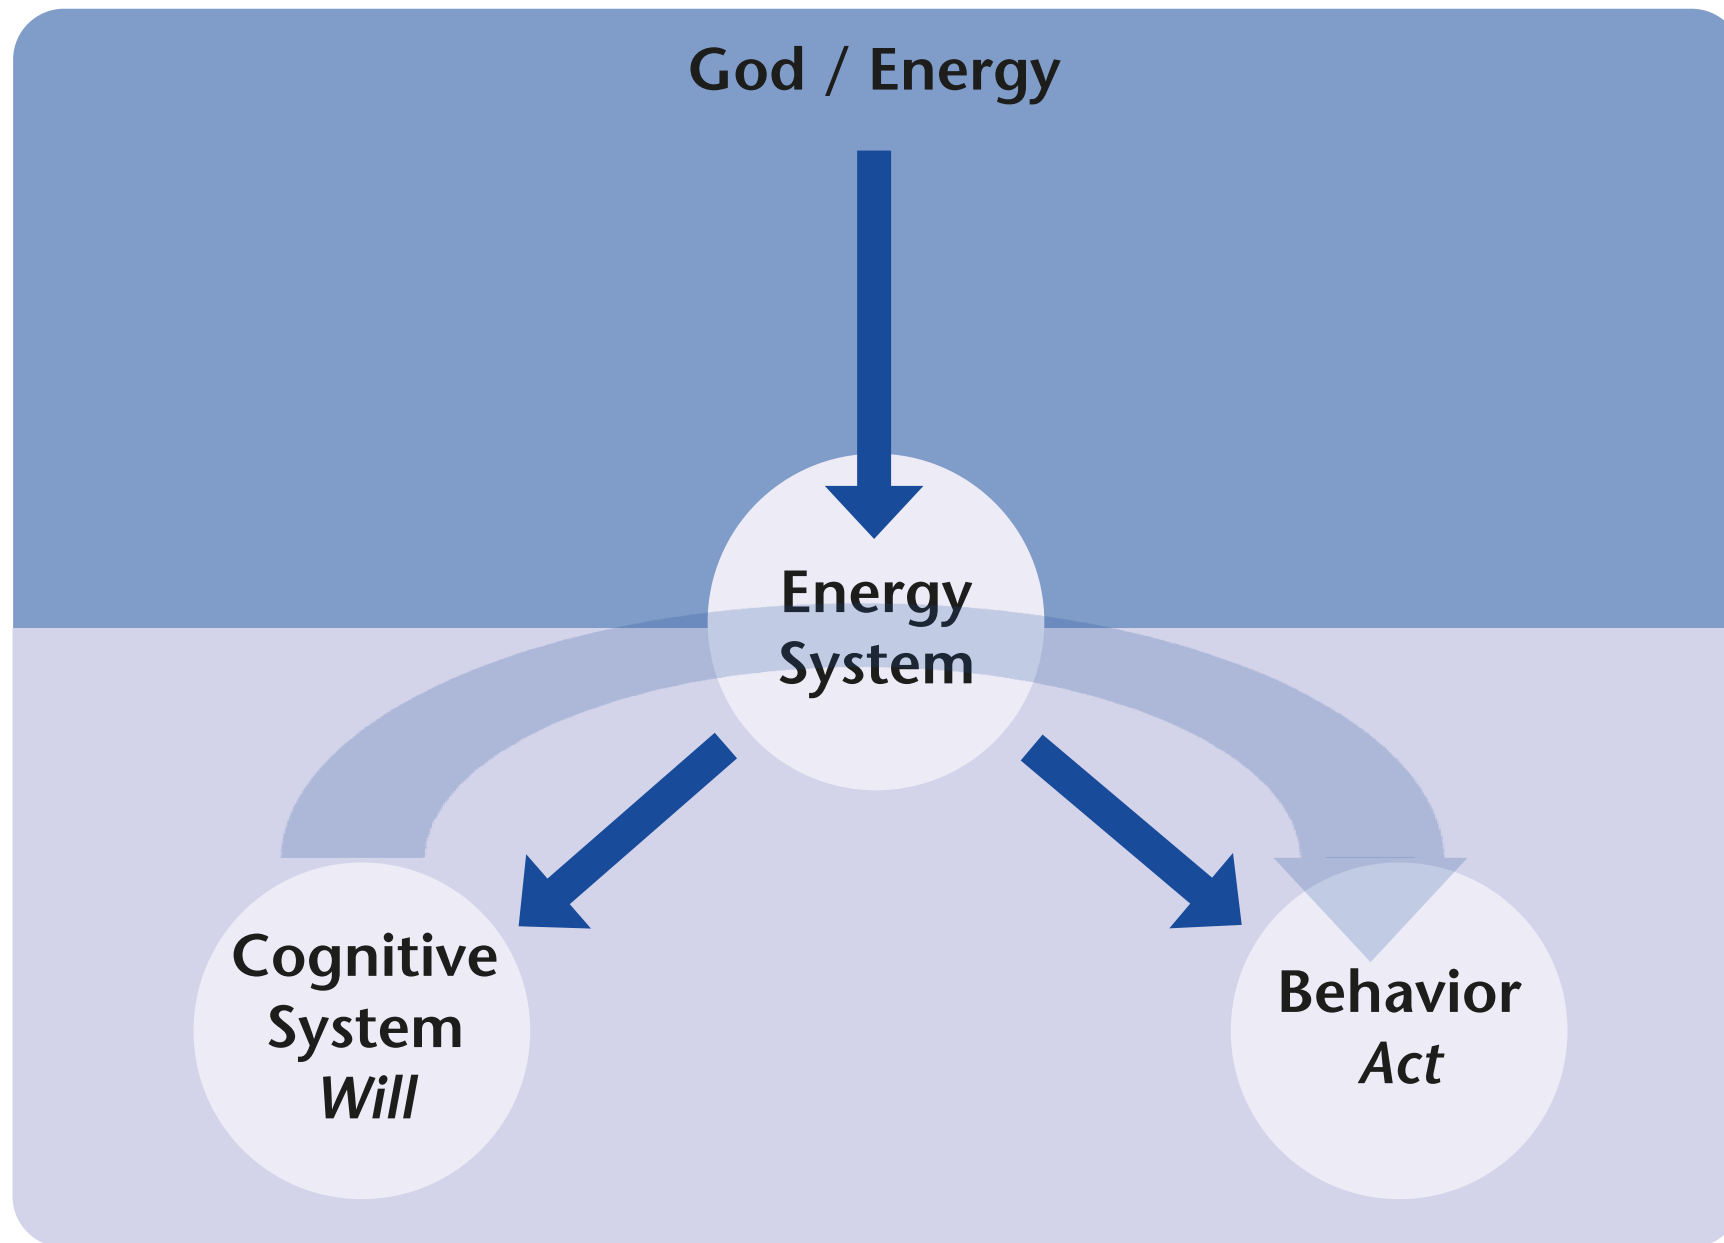 God / Energy
Energy
System
Cognitive
System
Will
Behavior
Act